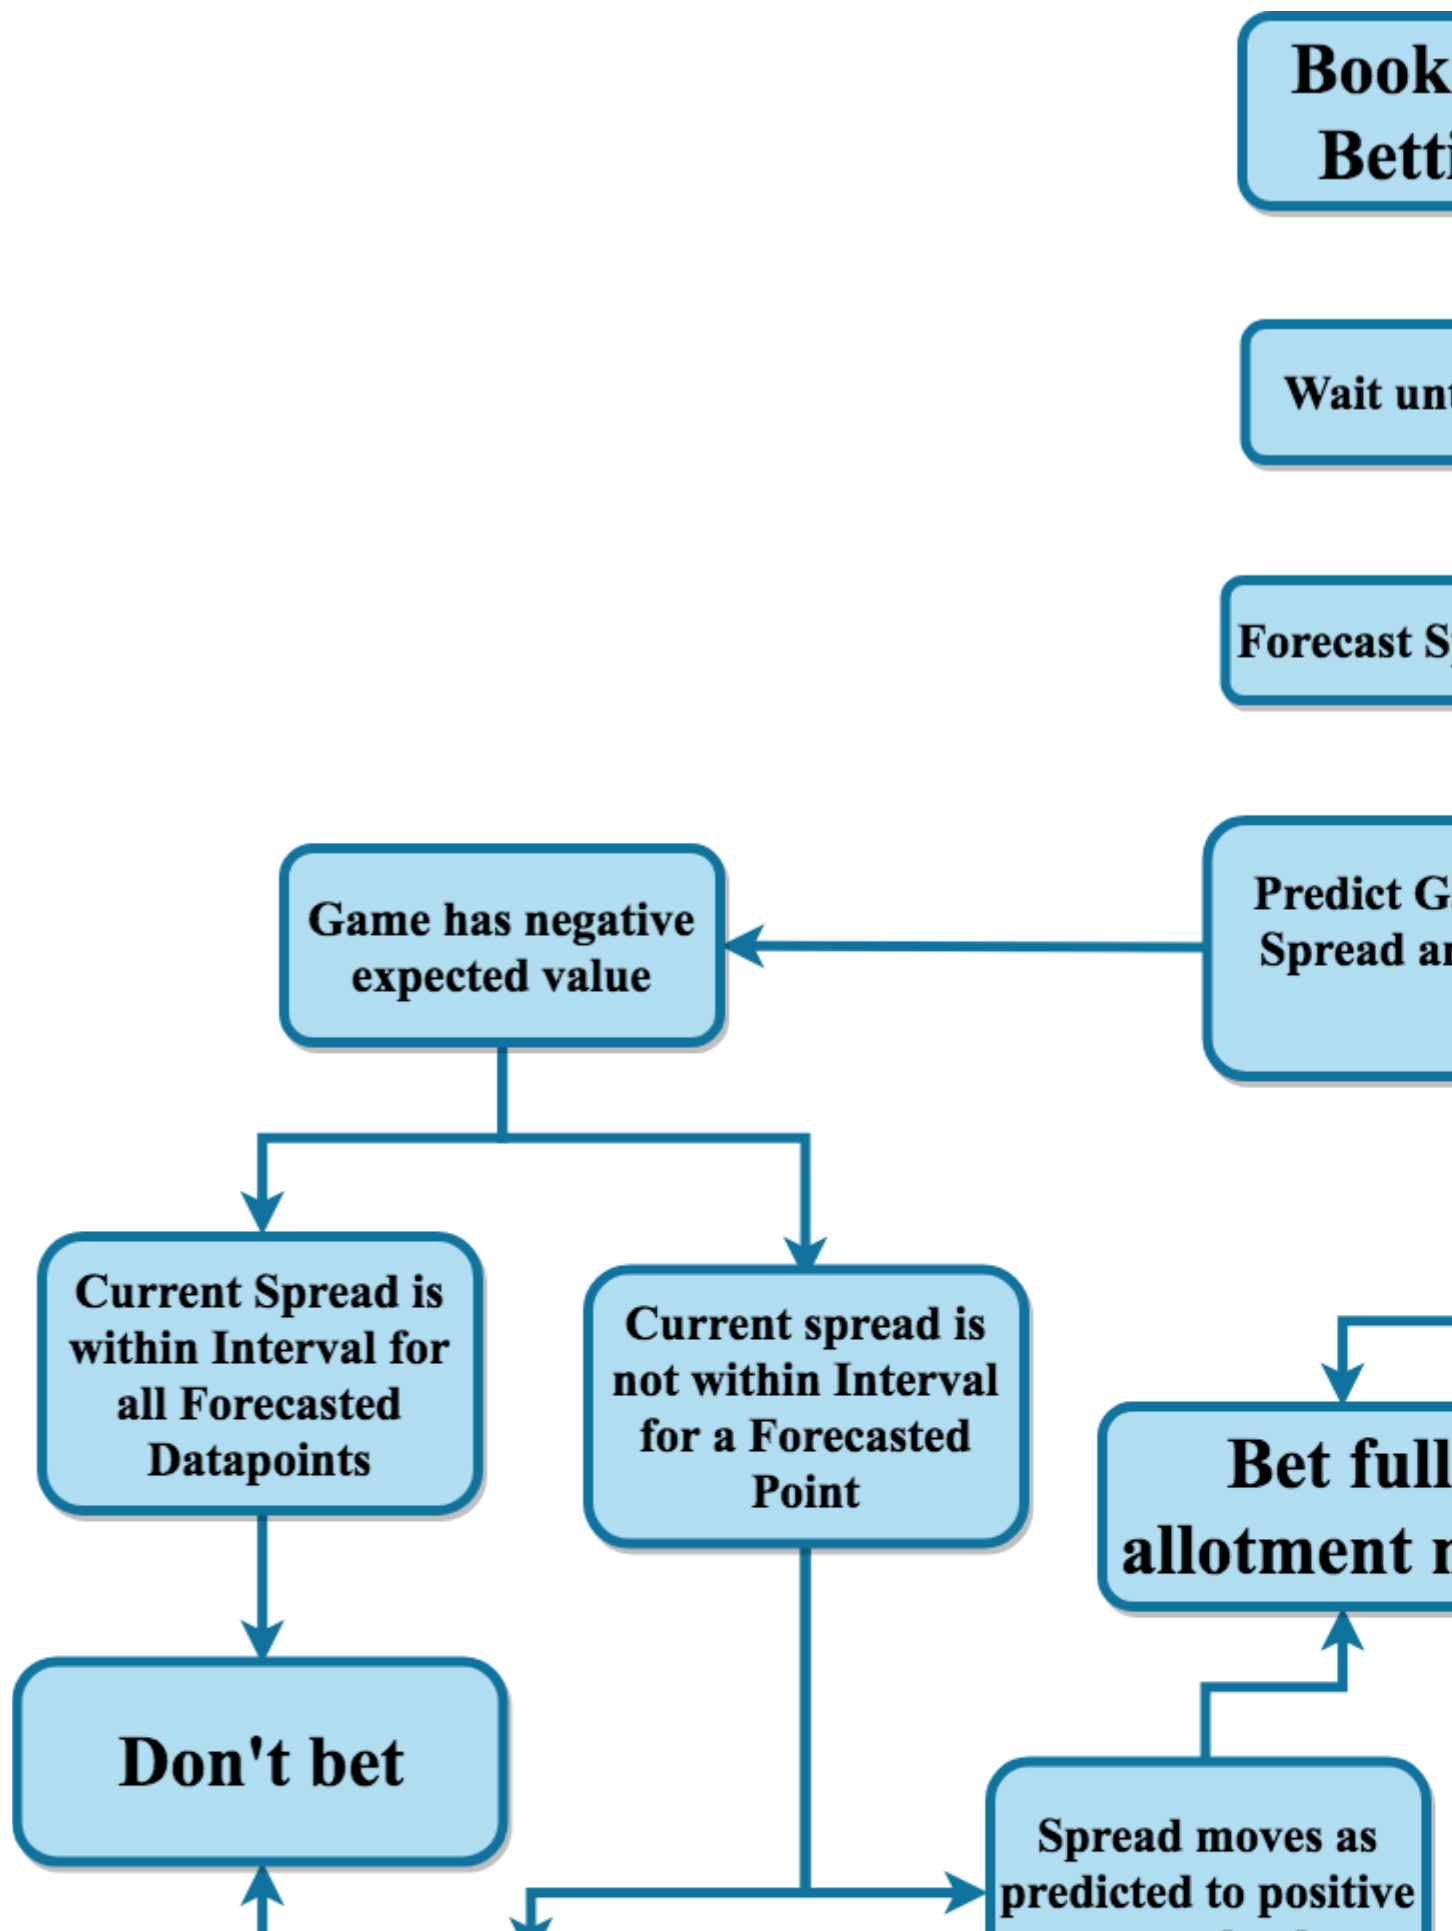 Book
Wait
Forecast
Predict
Spread
Game has negative
expected value
Current Spread is
within Interval for
all Forecasted
Datapoints
Current spread is
not within Interval
for a Forecasted
Point
Bet full
allotment
Don't bet
Spread moves as
predicted to positive